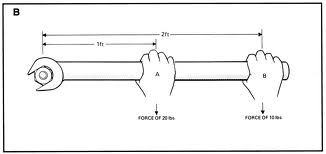 B
2ft
1ft
A
B
FORCE OF 20 lbs
FORCE OF 10 lbs